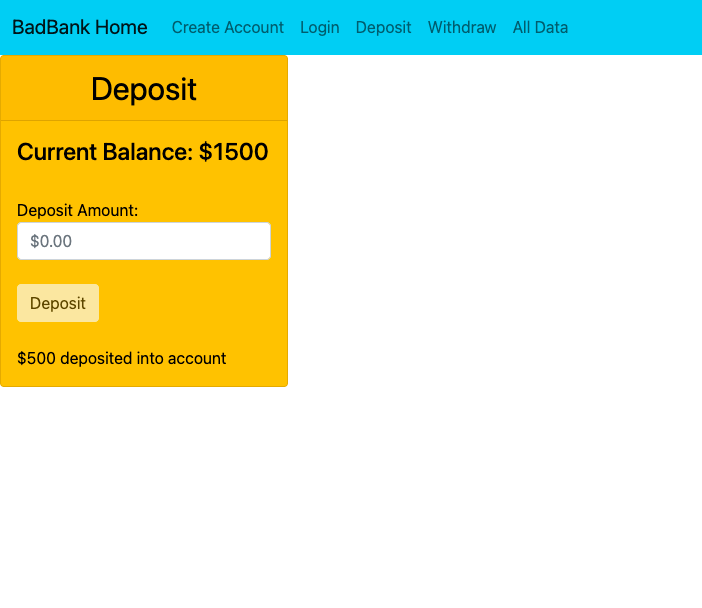 BadBank Home Create Account Login Deposit Withdraw All Data
Deposit
Current Balance: $1500
Deposit Amount:
$0.00
Deposit
$500 deposited into account